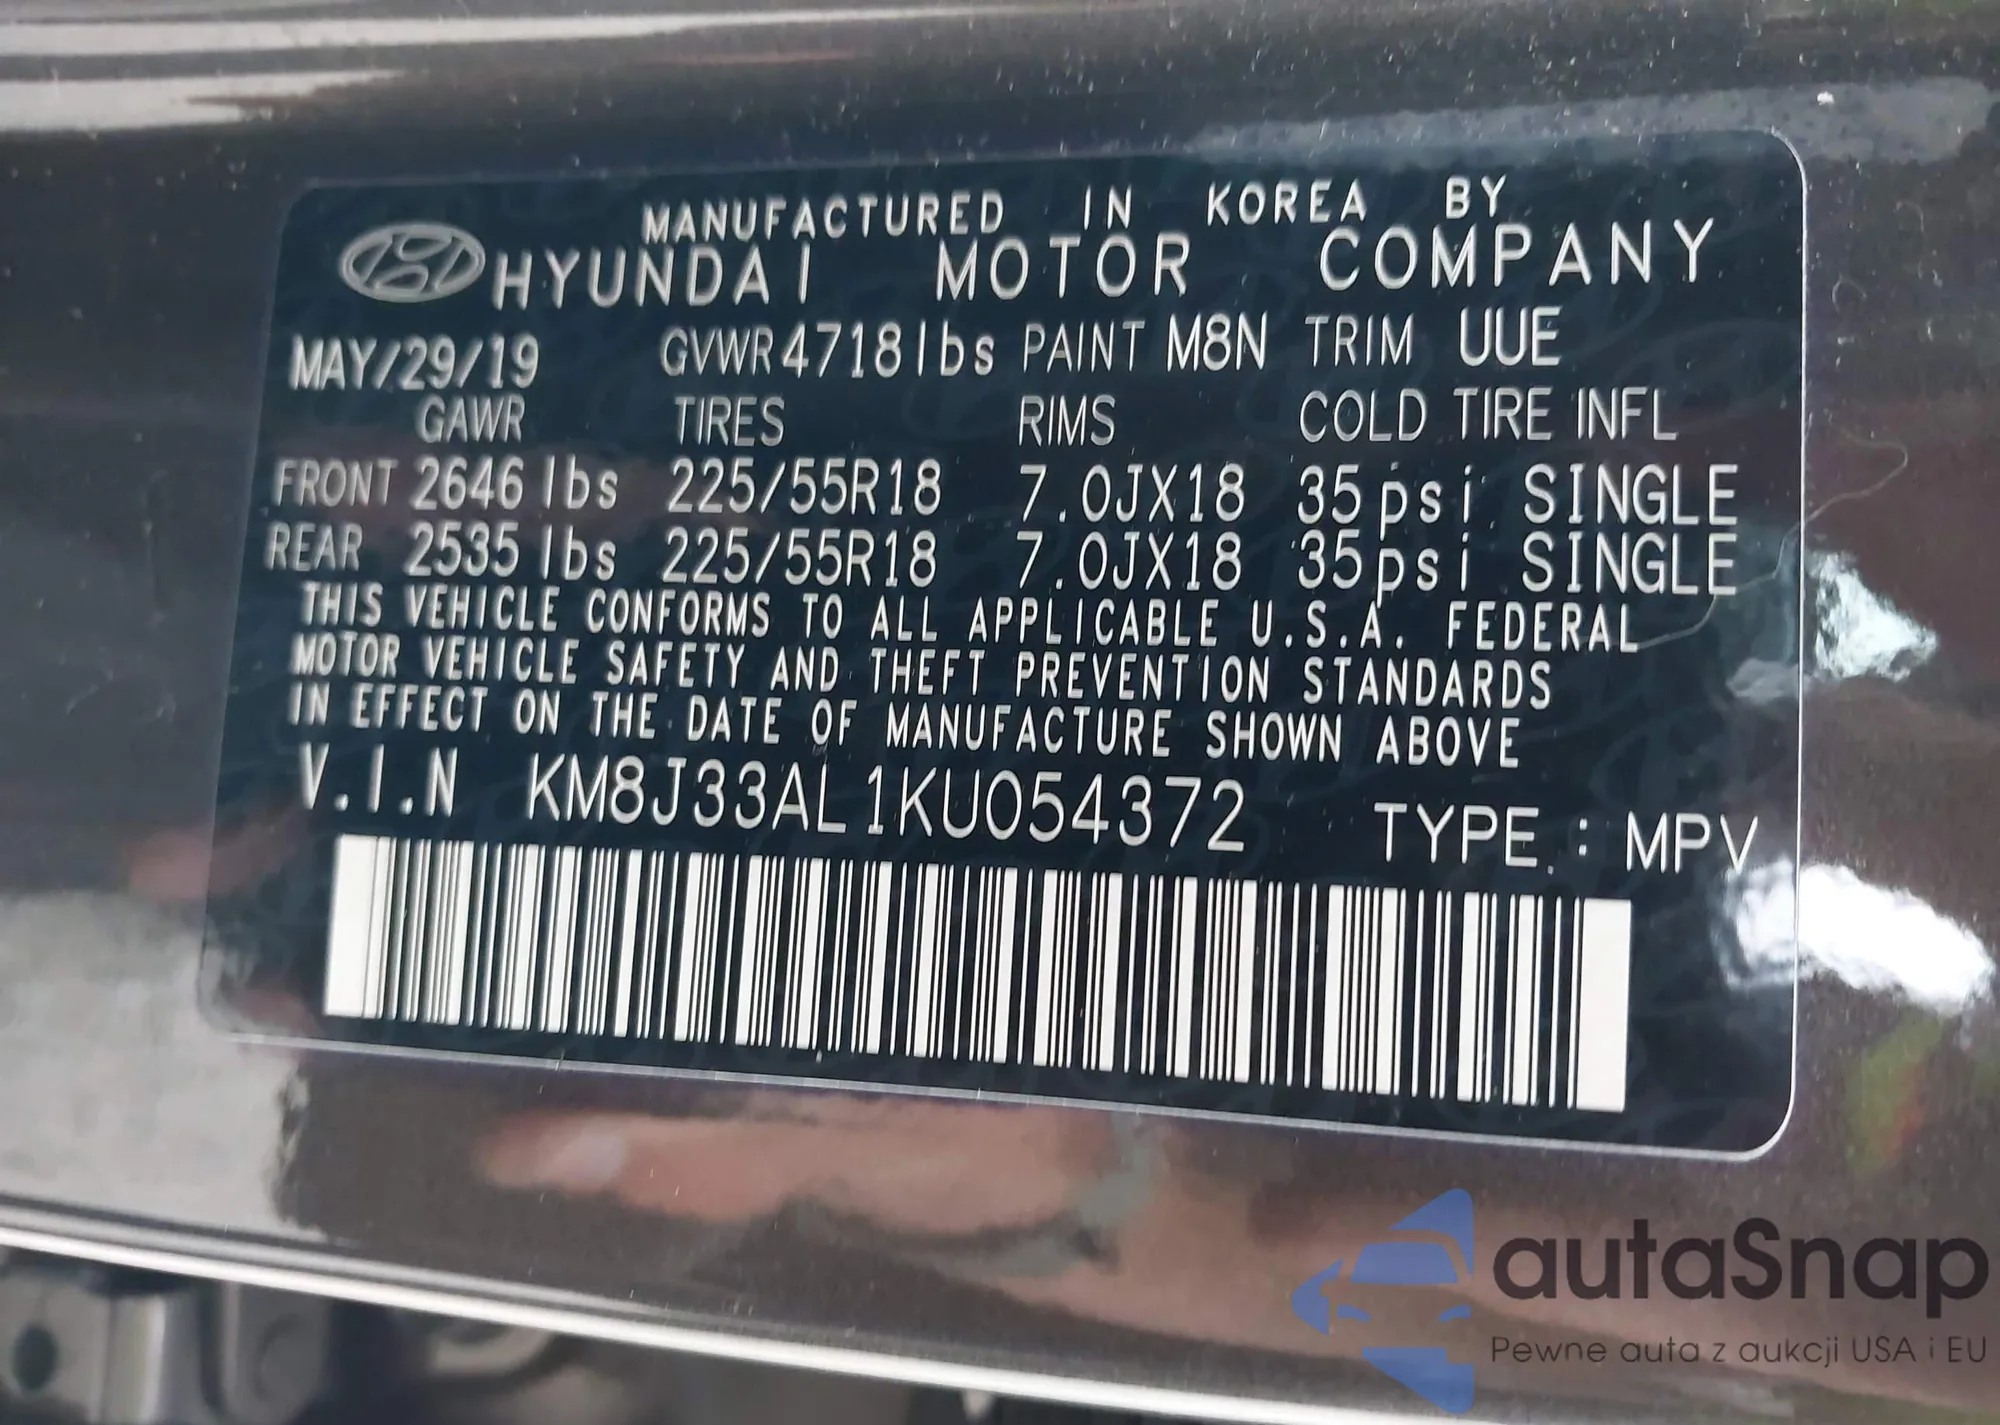 MANUFACTURED IN KOREA BY
HYUNDAI MOTOR COMPANY
MAY/29/19 GVWR 4718lbs PAINT M8N TRIM UUE
GAWR TIRES RIMS COLD TIRE INFL
FRONT 2646 lbs 225/55R18 7.0JX18 35psi SINGLE
REAR 2535 lbs 225/55R18 7.0JX18 35psi SINGLE
THIS VEHICLE CONFORMS TO ALL APPLICABLE U.S.A. FEDERAL
MOTOR VEHICLE SAFETY AND THEFT PREVENTION STANDARDS
IN EFFECT ON THE DATE OF MANUFACTURE SHOWN ABOVE
V.I.N KM8J33AL1KU054372 TYPE : MPV
autaSnap
Pewne auta z aukcji USA i EU